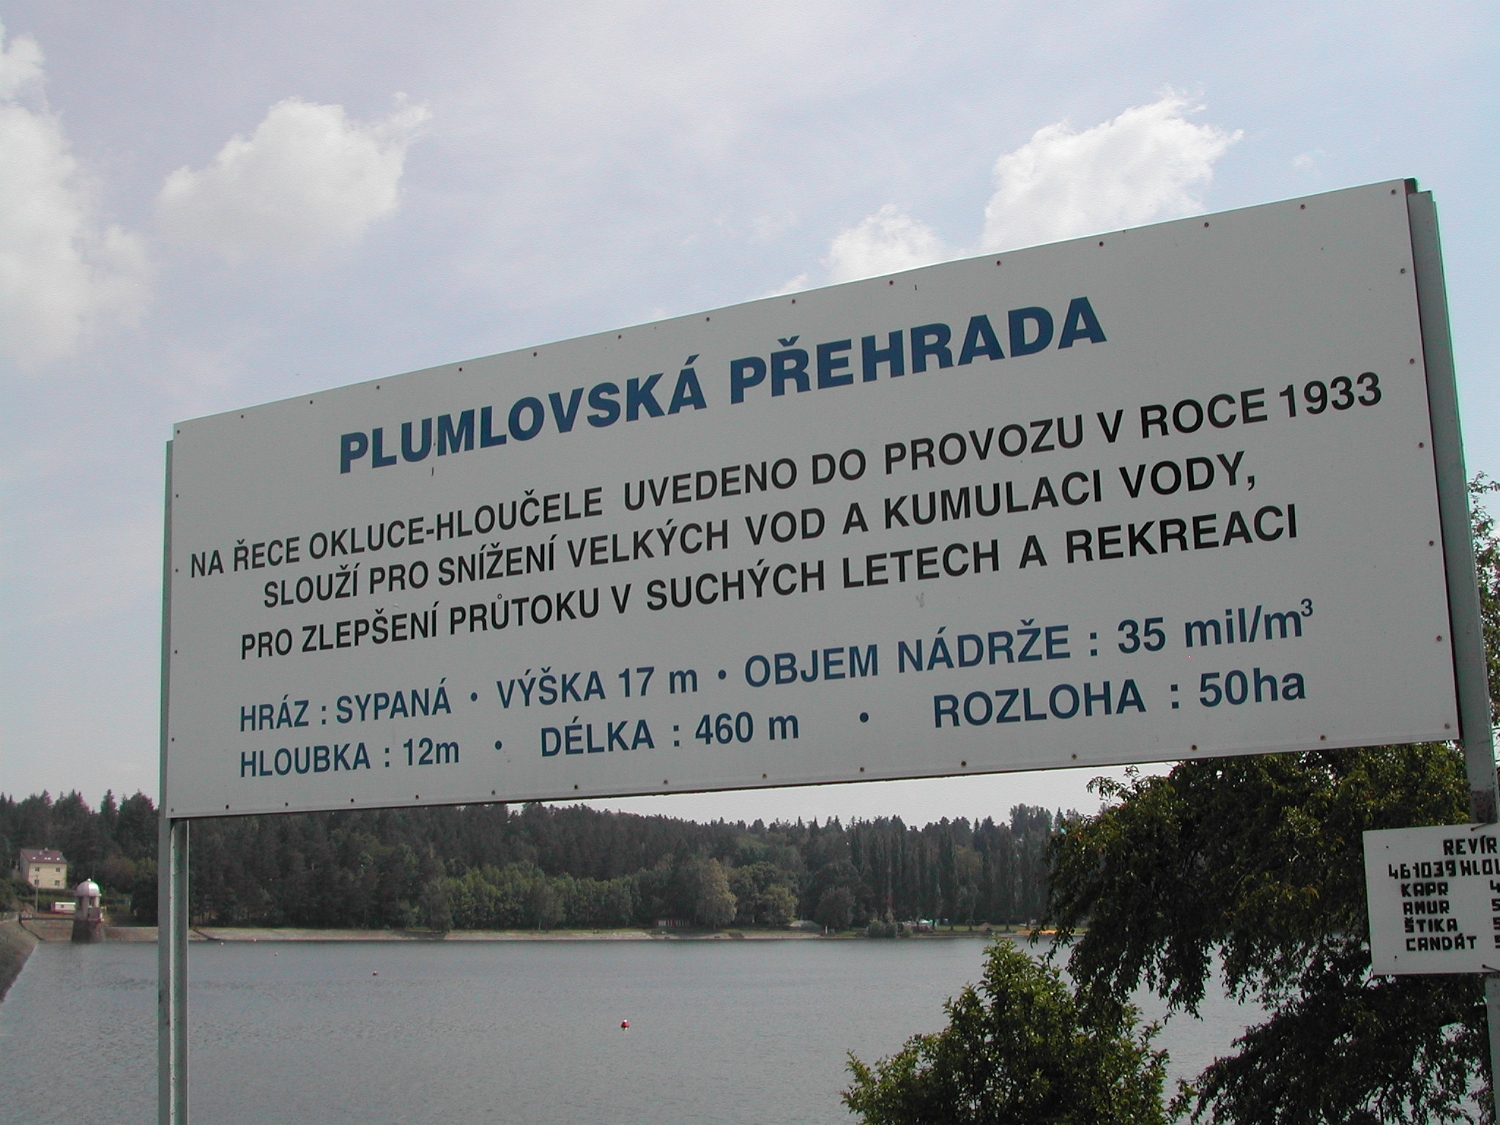 PLUMLOVSKÁ PŘEHRADA
NA ŘECE OKLUCE-HLOUČELE UVEDENO DO PROVOZU V ROCE 1933
SLOUŽÍ PRO SNÍŽENÍ VELKÝCH VOD A KUMULACI VODY,
PRO ZLEPŠENÍ PRŮTOKU V SUCHÝCH LETECH A REKREACI
HRÁZ : SYPANÁ • VÝŠKA 17 m • OBJEM NÁDRŽE : 35 mil/m³
HLOUBKA : 12m • DÉLKA : 460 m • ROZLOHA : 50ha
REVÍR
461039
KAPR
AMUR
ŠTIKA
CANDÁT